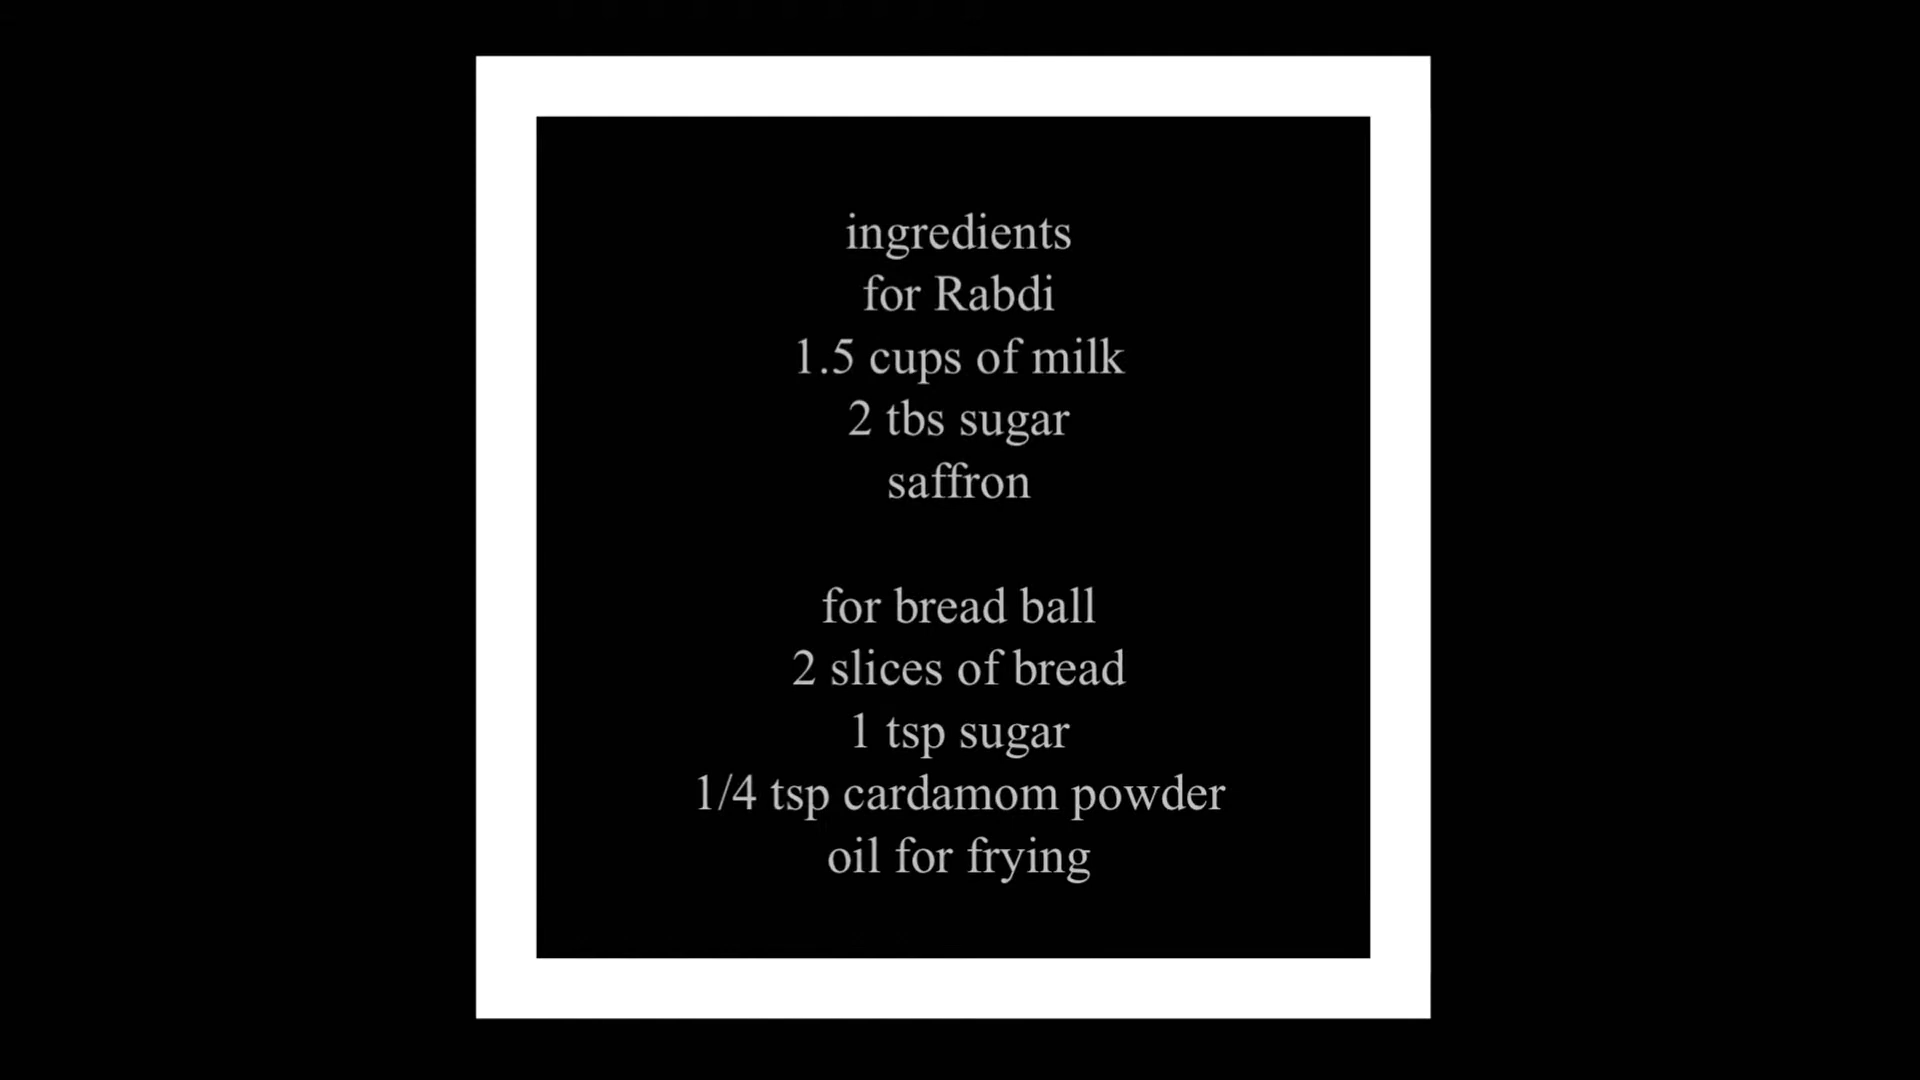 ingredients
for Rabdi
1.5 cups of milk
2 tbs sugar
saffron
for bread ball
2 slices of bread
1 tsp sugar
1/4 tsp cardamom powder
oil for frying